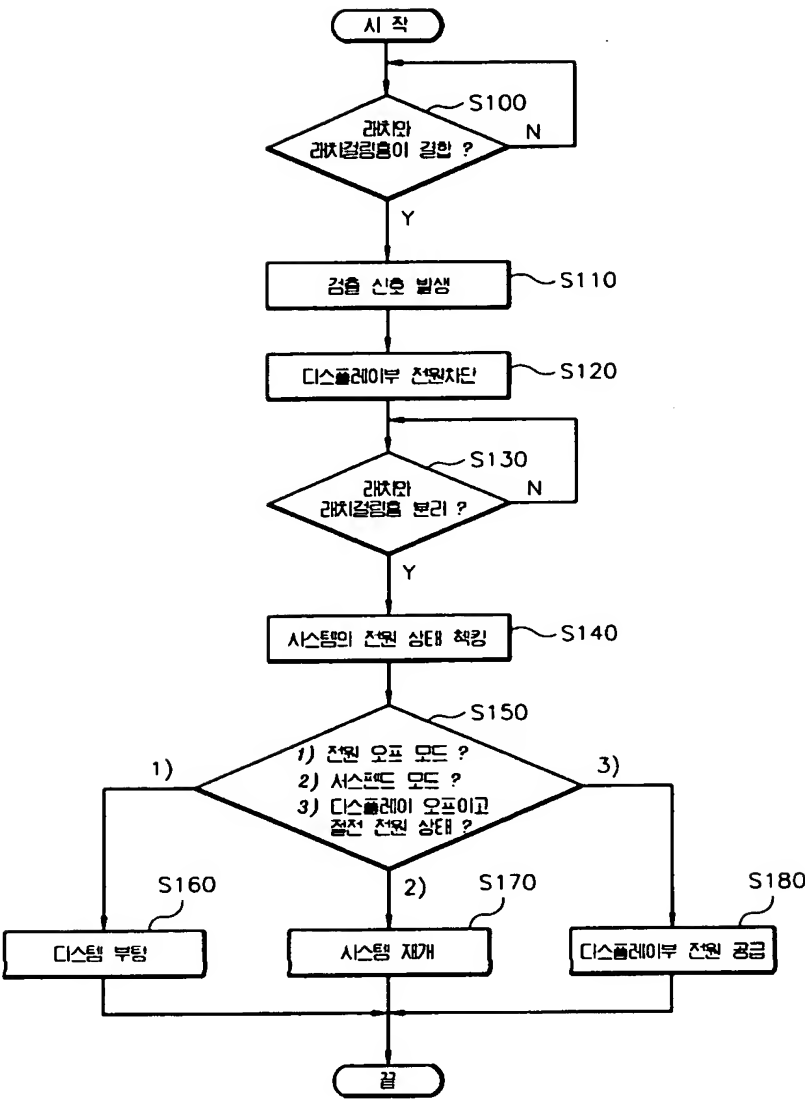 시 작
S100
래치와
래치걸림홈이 결합 ?
N
Y
검출 신호 발생
S110
디스플레이부 전원차단
S120
S130
래치와
래치걸림홈 분리 ?
N
Y
시스템의 전원 상태 첵킹
S140
S150
1) 전원 오프 모드 ?
2) 서스펜드 모드 ?
3) 디스플레이 오프이고
절전 전원 상태 ?
1)
3)
2)
S160
S170
S180
디스템 부팅
시스템 재개
디스플레이부 전원 공급
끝